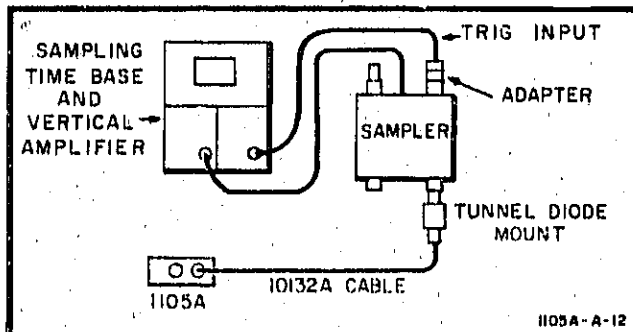 SAMPLING
TIME BASE
AND
VERTICAL
AMPLIFIER
TRIG INPUT
ADAPTER
SAMPLER
TUNNEL DIODE
MOUNT
10132A CABLE
1105A
1105A-A-12